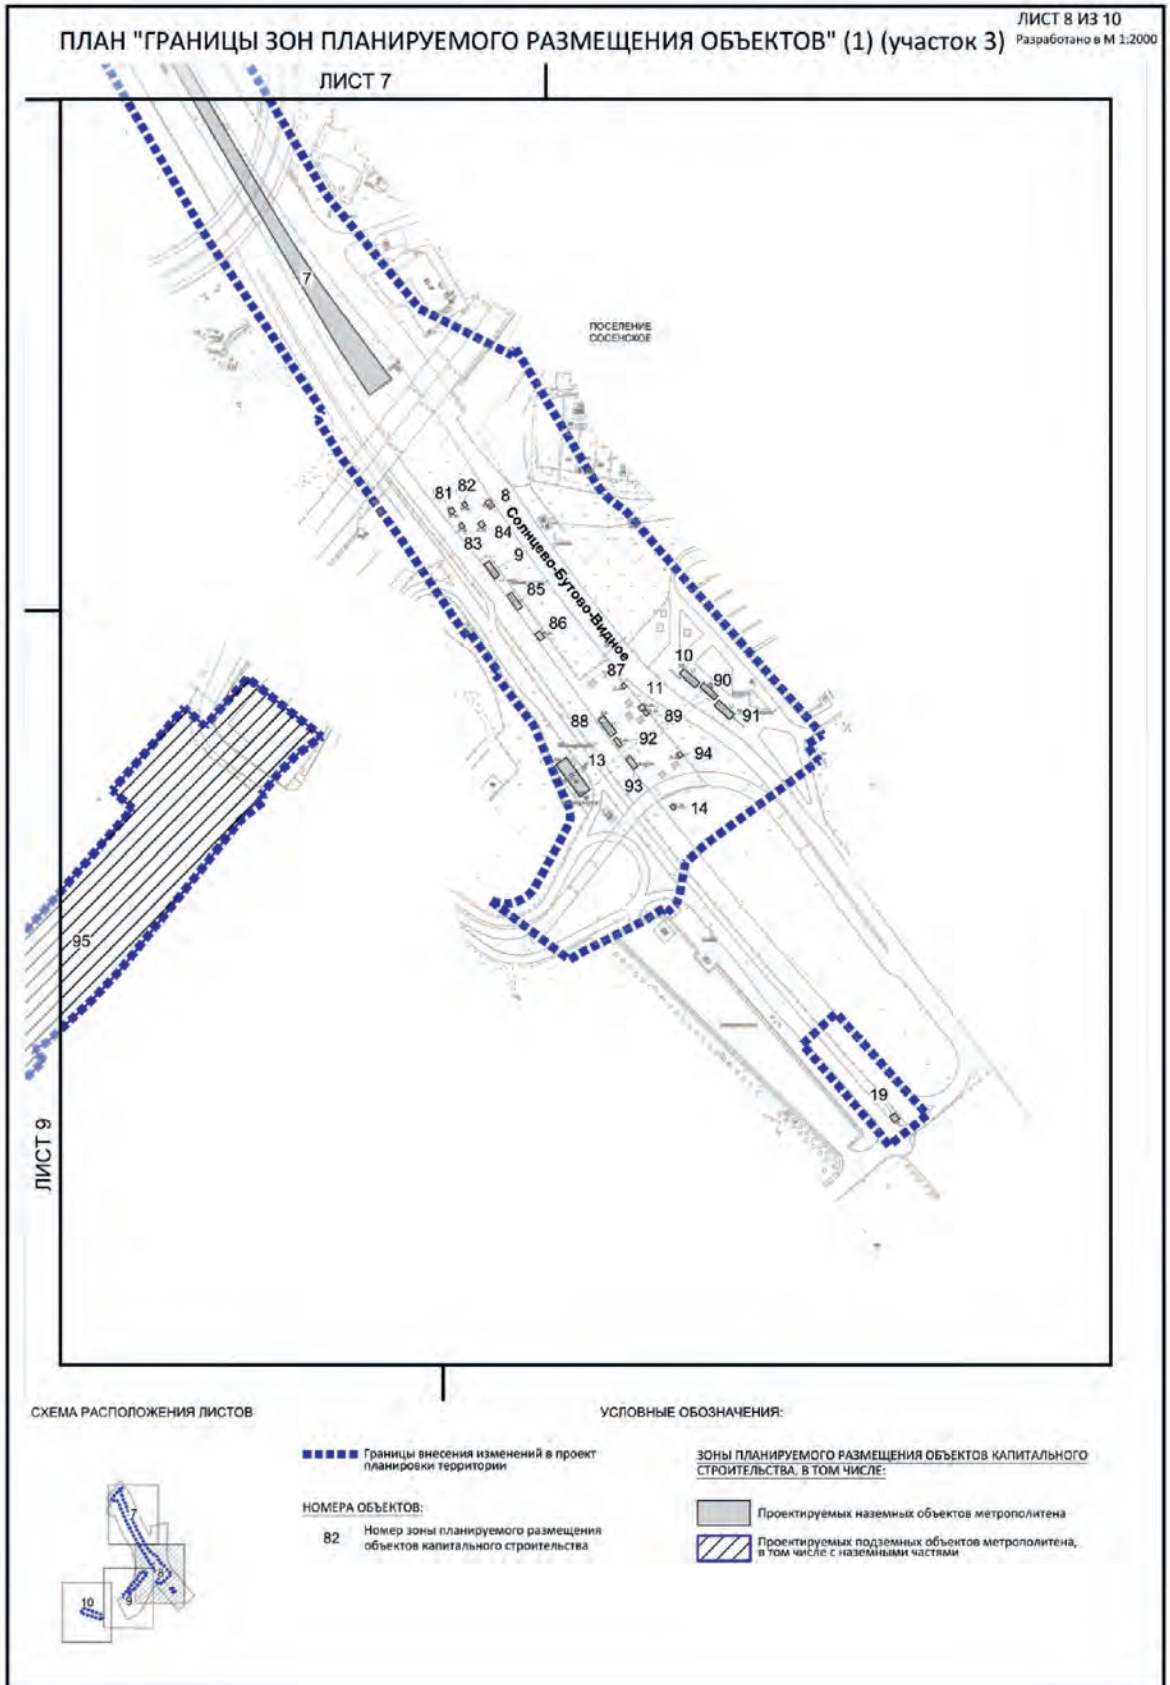 ЛИСТ 8 ИЗ 10
ПЛАН "ГРАНИЦЫ ЗОН ПЛАНИРУЕМОГО РАЗМЕЩЕНИЯ ОБЪЕКТОВ" (1) (участок 3)
Разработано в М 1:2000
ЛИСТ 7
7
ПОСЕЛЕНИЕ
СОСЕНСКОЕ
81
82
8
83
84
9
Солнцево-Бутово-Видное
85
86
87
10
11
90
88
89
91
92
13
94
93
14
95
19
ЛИСТ 9
СХЕМА РАСПОЛОЖЕНИЯ ЛИСТОВ
7
8
9
10
УСЛОВНЫЕ ОБОЗНАЧЕНИЯ:
Границы внесения изменений в проект
планировки территории
НОМЕРА ОБЪЕКТОВ:
82
Номер зоны планируемого размещения
объектов капитального строительства
ЗОНЫ ПЛАНИРУЕМОГО РАЗМЕЩЕНИЯ ОБЪЕКТОВ КАПИТАЛЬНОГО
СТРОИТЕЛЬСТВА, В ТОМ ЧИСЛЕ:
Проектируемых наземных объектов метрополитена
Проектируемых подземных объектов метрополитена,
в том числе с наземными частями